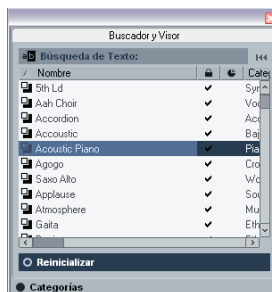 Buscador y Visor
Búsqueda de Texto:
Nombre Categ
5th Ld Syr
Aah Choir Voc
Accordion Acc
Accoustic Baj
Acoustic Piano Pia
Agogo Cro
Saxo Alto Wo
Applause Sou
Atmosphere Mu
Gaita Eth
Reinicializar
Categorías